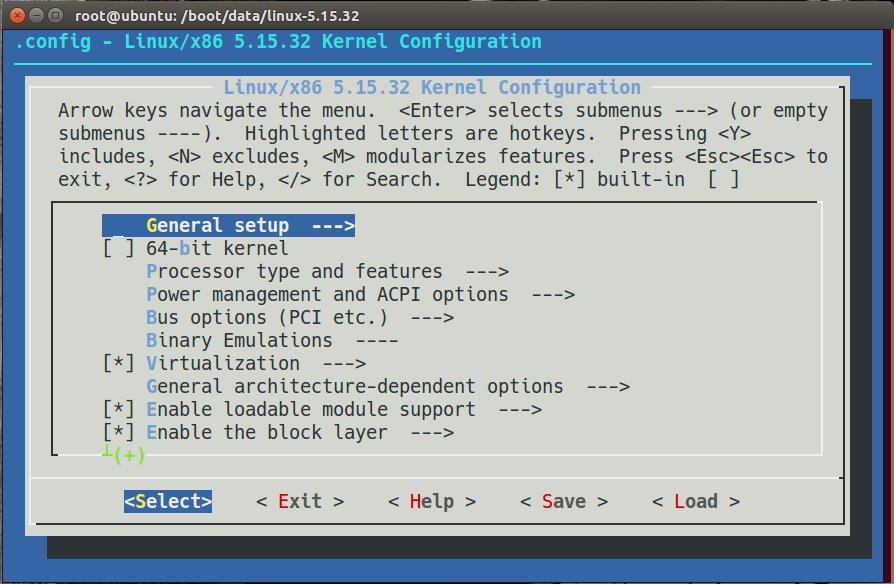 root@ubuntu: /boot/data/linux-5.15.32
.config - Linux/x86 5.15.32 Kernel Configuration
Linux/x86 5.15.32 Kernel Configuration
Arrow keys navigate the menu.  <Enter> selects submenus ---> (or empty
submenus ----).  Highlighted letters are hotkeys.  Pressing <Y>
includes, <N> excludes, <M> modularizes features.  Press <Esc><Esc> to
exit, <?> for Help, </> for Search.  Legend: [*] built-in  [ ]
General setup  --->
[ ] 64-bit kernel
Processor type and features  --->
Power management and ACPI options  --->
Bus options (PCI etc.)  --->
Binary Emulations  ----
[*] Virtualization  --->
General architecture-dependent options  --->
[*] Enable loadable module support  --->
[*] Enable the block layer  --->
┴(+)
<Select>    < Exit >    < Help >    < Save >    < Load >